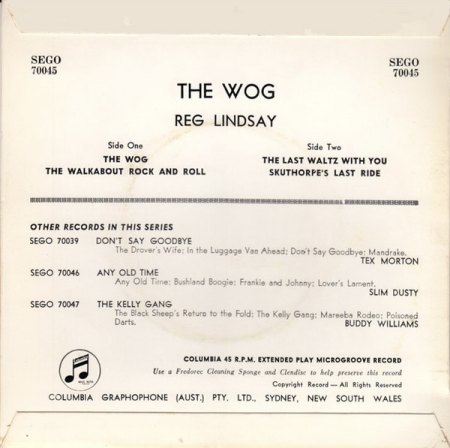 SEGO 70045
SEGO 70045
THE WOG
REG LINDSAY
Side One
THE WOG
THE WALKABOUT ROCK AND ROLL
Side Two
THE LAST WALTZ WITH YOU
SKUTHORPE'S LAST RIDE
OTHER RECORDS IN THIS SERIES
SEGO 70039 DON'T SAY GOODBYE
The Drover's Wife; In the Luggage Van Ahead; Don't Say Goodbye; Mandrake.
TEX MORTON
SEGO 70046 ANY OLD TIME
Any Old Time; Bushland Boogie; Frankie and Johnny; Lover's Lament.
SLIM DUSTY
SEGO 70047 THE KELLY GANG
The Black Sheep's Return to the Fold; The Kelly Gang; Mareeba Rodeo; Poisoned
Darts.
BUDDY WILLIAMS
COLUMBIA 45 R.P.M. EXTENDED PLAY MICROGROOVE RECORD
Use a Fredorec Cleaning Sponge and Clendisc to help preserve this record
Copyright Record — All Rights Reserved
COLUMBIA GRAPHOPHONE (AUST.) PTY. LTD., SYDNEY, NEW SOUTH WALES